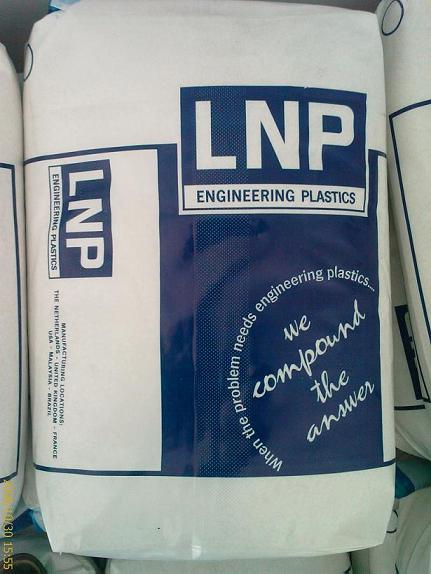 LNP
ENGINEERING PLASTICS
LNP
ENGINEERING PLASTICS
MANUFACTURING LOCATIONS:
THE NETHERLANDS - UNITED KINGDOM - FRANCE
USA - MALAYSIA - BRAZIL
When the problem needs engineering plastics...
we
compound
the
answer